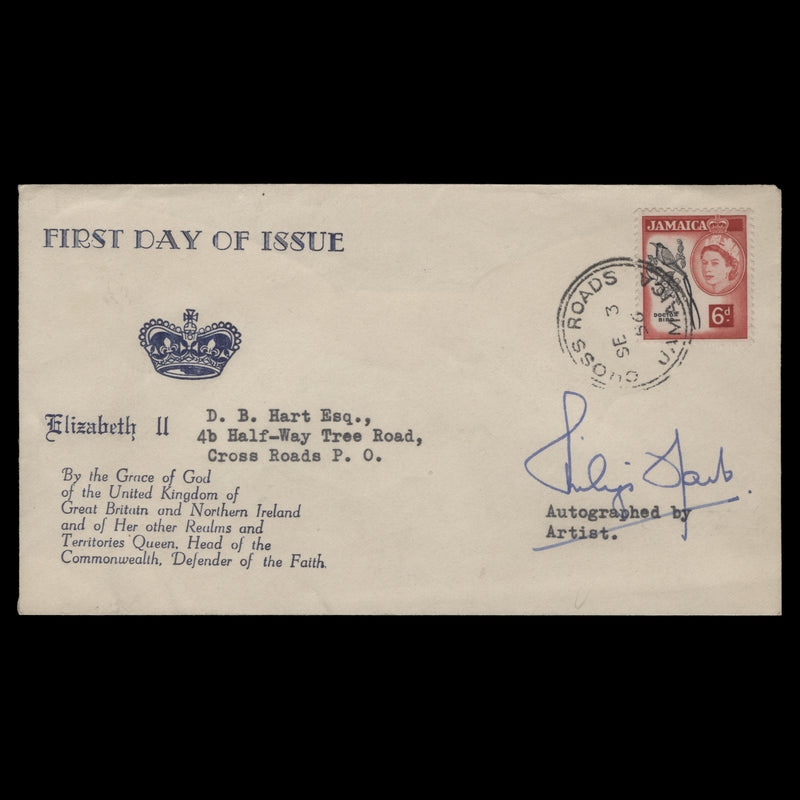 FIRST DAY OF ISSUE
JAMAICA
DOCTOR
BIRD
6d
CROSS ROADS
SE 3
56
JAMAICA
Elizabeth II
D. B. Hart Esq.,
4b Half-Way Tree Road,
Cross Roads P. O.
By the Grace of God
of the United Kingdom of
Great Britain and Northern Ireland
and of Her other Realms and
Territories Queen, Head of the
Commonwealth, Defender of the Faith.
Autographed by
Artist.